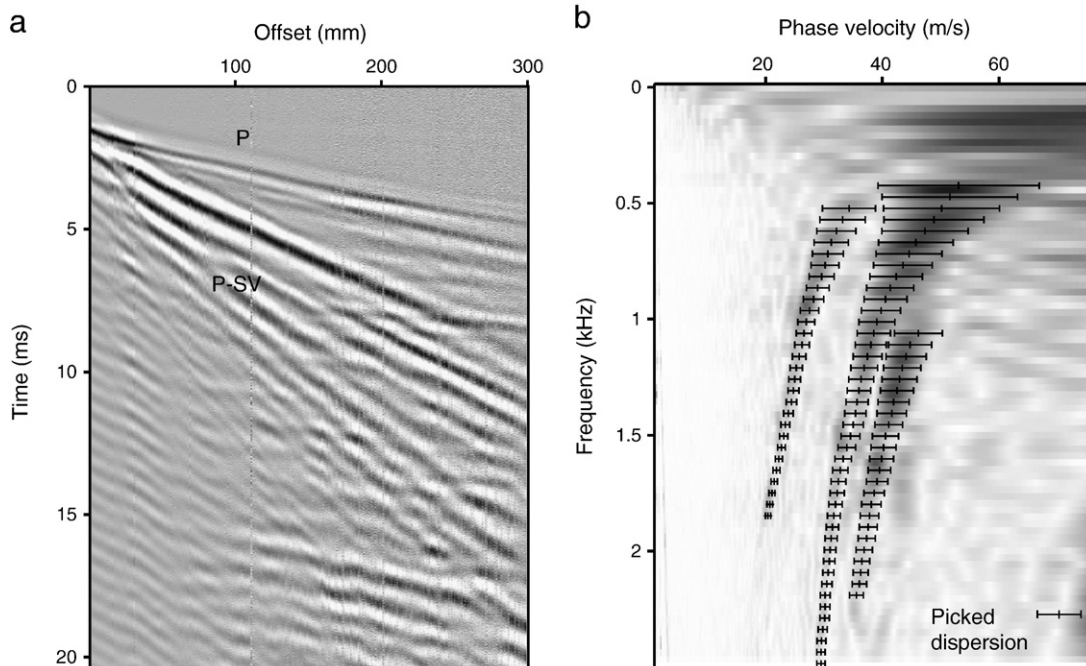 a
Offset (mm)
100
200
300
0
5
10
15
20
Time (ms)
P
P-SV
b
Phase velocity (m/s)
20
40
60
0
0.5
1
1.5
2
Frequency (kHz)
Picked
dispersion